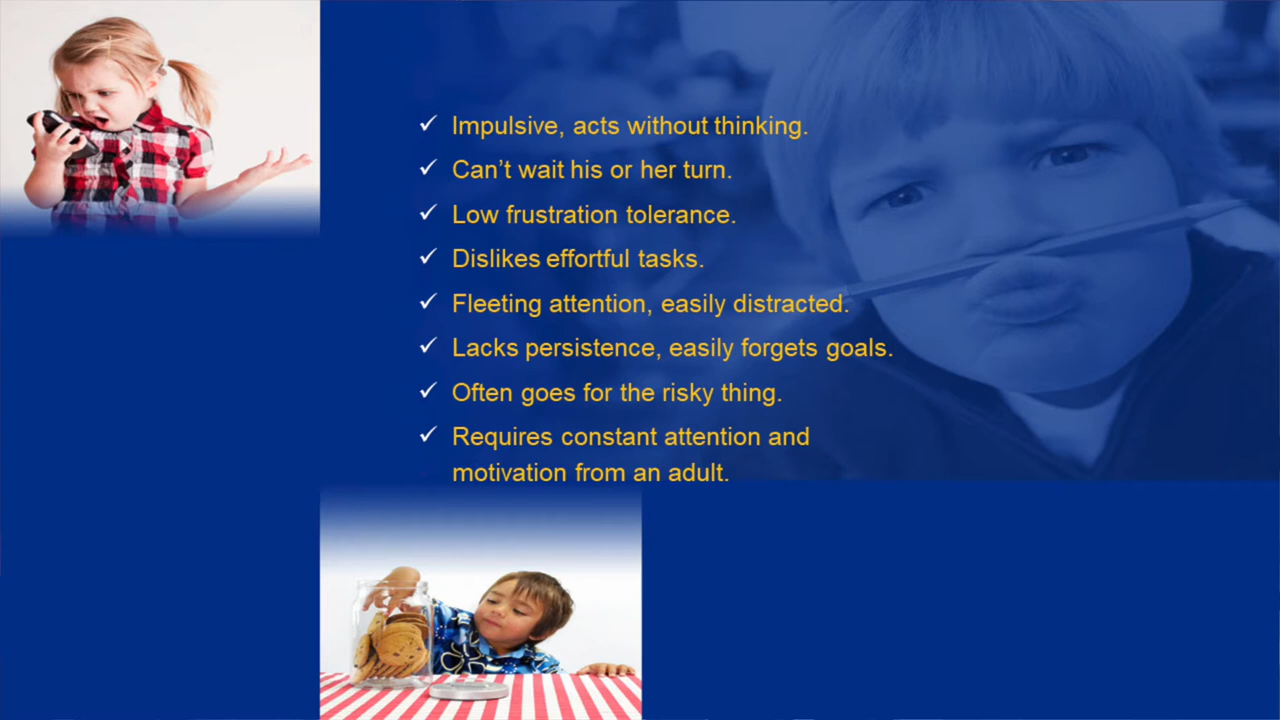 ✓ Impulsive, acts without thinking.
✓ Can't wait his or her turn.
✓ Low frustration tolerance.
✓ Dislikes effortful tasks.
✓ Fleeting attention, easily distracted.
✓ Lacks persistence, easily forgets goals.
✓ Often goes for the risky thing.
✓ Requires constant attention and
motivation from an adult.